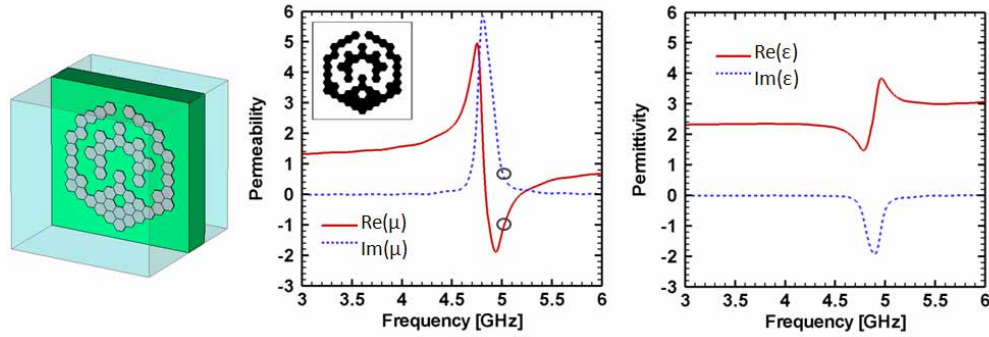 6
5
4
3
2
1
0
-1
-2
-3
Permeability
Re(μ)
Im(μ)
3 3.5 4 4.5 5 5.5 6
Frequency [GHz]
6
5
4
3
2
1
0
-1
-2
-3
Permittivity
Re(ε)
Im(ε)
3 3.5 4 4.5 5 5.5 6
Frequency [GHz]